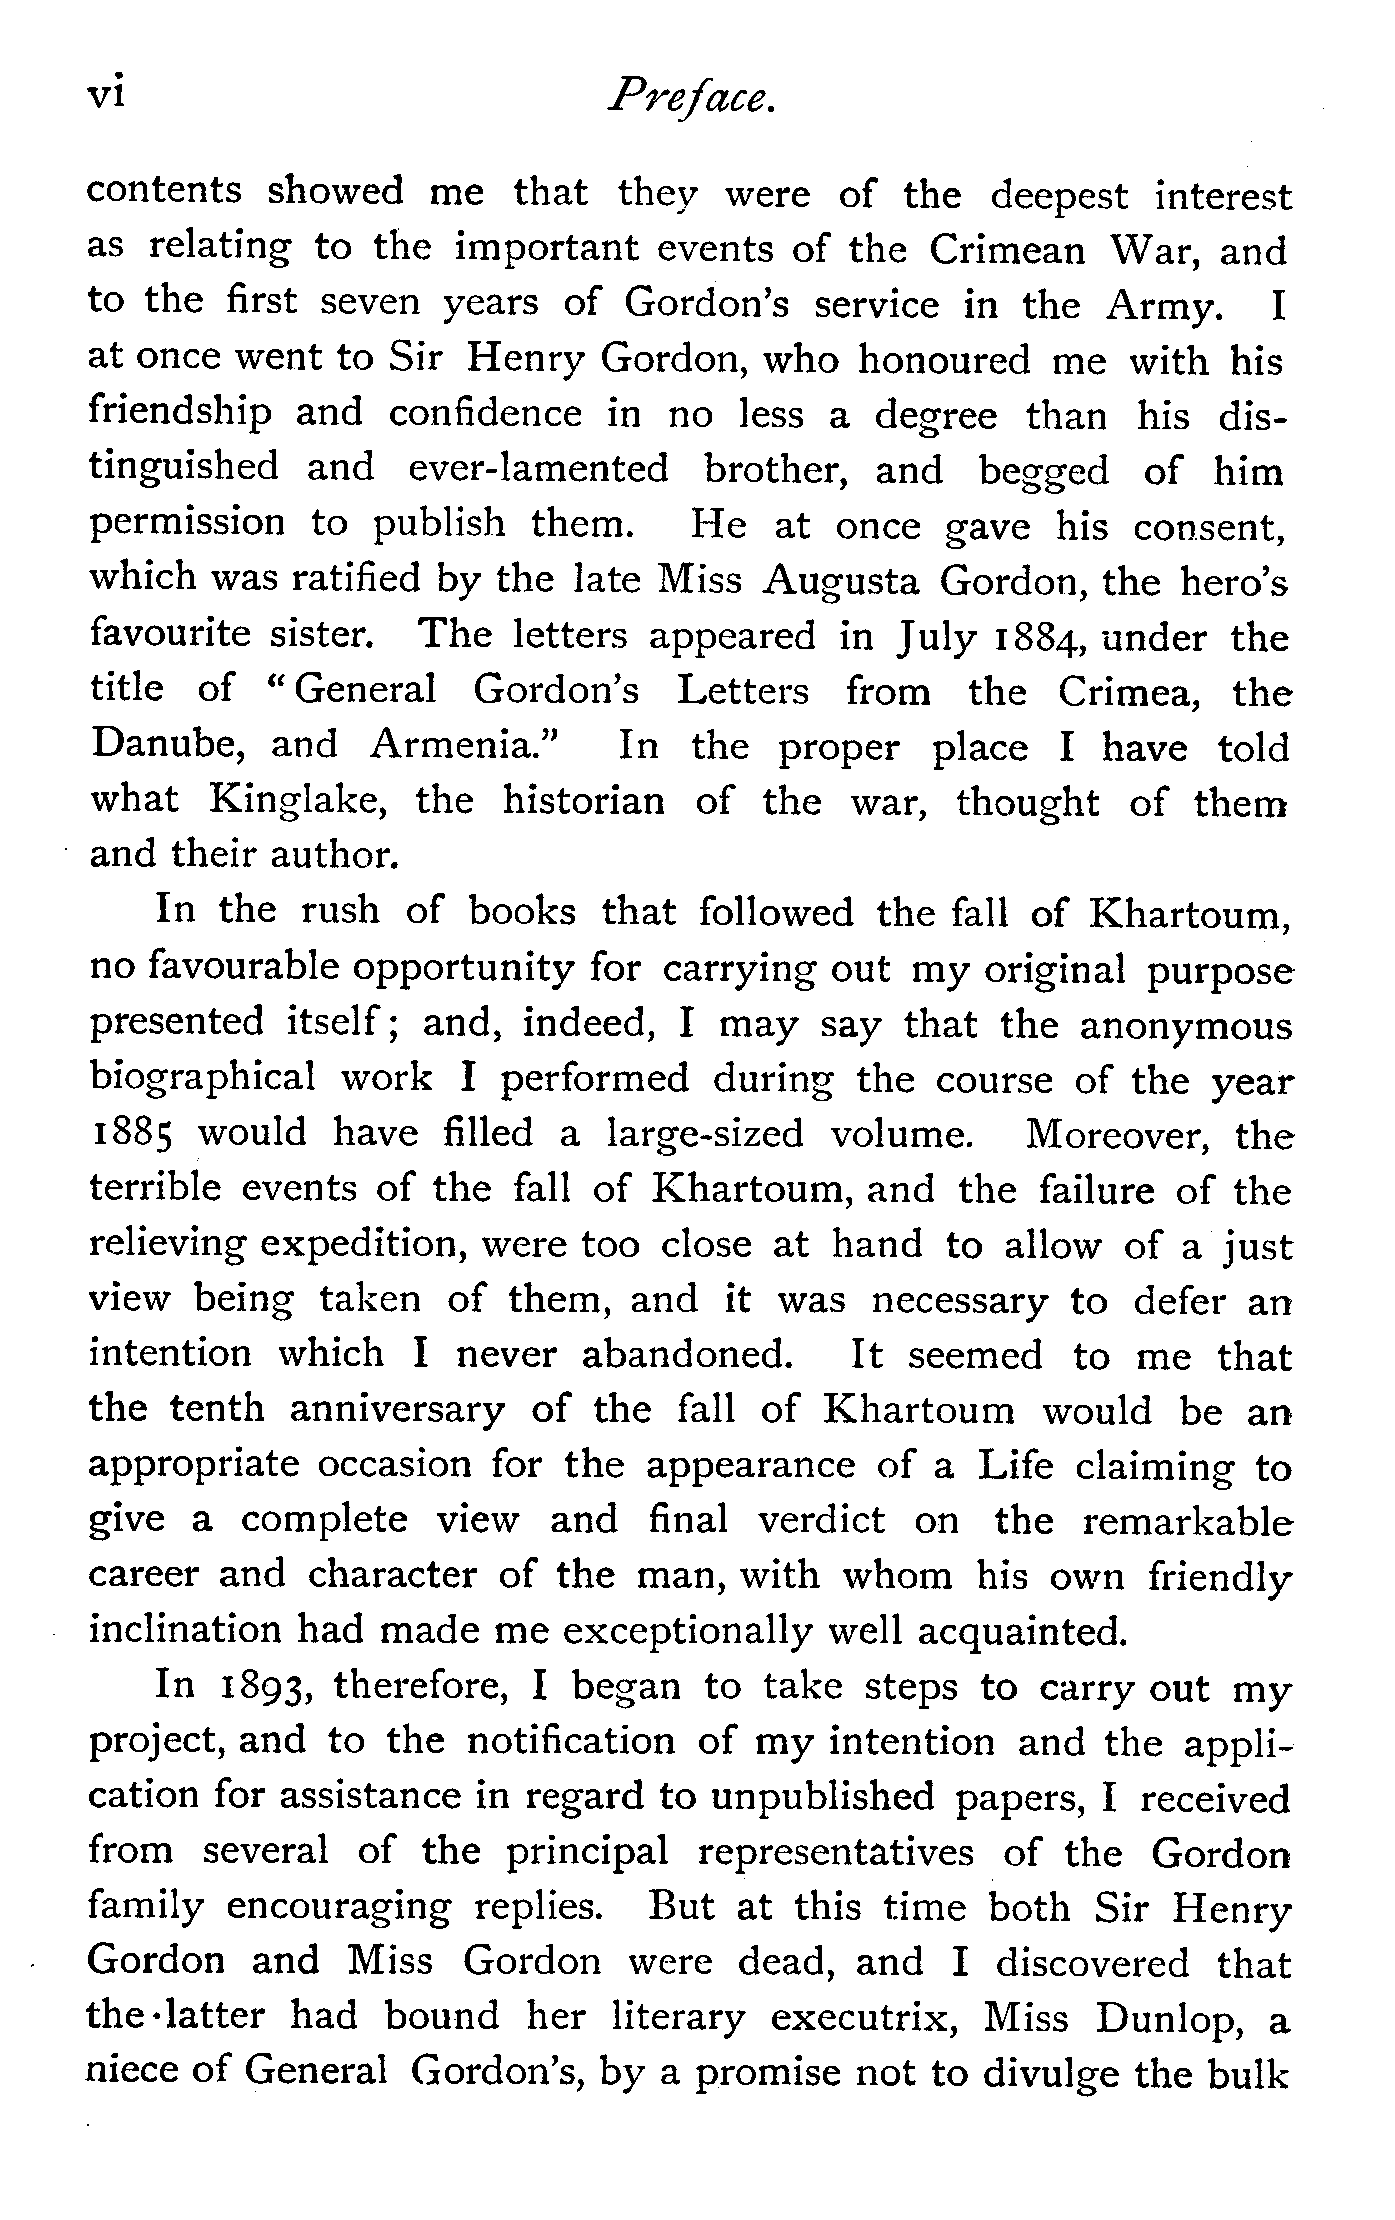 vi Preface.
contents showed me that they were of the deepest interest
as relating to the important events of the Crimean War, and
to the first seven years of Gordon's service in the Army. I
at once went to Sir Henry Gordon, who honoured me with his
friendship and confidence in no less a degree than his dis-
tinguished and ever-lamented brother, and begged of him
permission to publish them. He at once gave his consent,
which was ratified by the late Miss Augusta Gordon, the hero's
favourite sister. The letters appeared in July 1884, under the
title of "General Gordon's Letters from the Crimea, the
Danube, and Armenia." In the proper place I have told
what Kinglake, the historian of the war, thought of them
and their author.
In the rush of books that followed the fall of Khartoum,
no favourable opportunity for carrying out my original purpose
presented itself; and, indeed, I may say that the anonymous
biographical work I performed during the course of the year
1885 would have filled a large-sized volume. Moreover, the
terrible events of the fall of Khartoum, and the failure of the
relieving expedition, were too close at hand to allow of a just
view being taken of them, and it was necessary to defer an
intention which I never abandoned. It seemed to me that
the tenth anniversary of the fall of Khartoum would be an
appropriate occasion for the appearance of a Life claiming to
give a complete view and final verdict on the remarkable
career and character of the man, with whom his own friendly
inclination had made me exceptionally well acquainted.
In 1893, therefore, I began to take steps to carry out my
project, and to the notification of my intention and the appli-
cation for assistance in regard to unpublished papers, I received
from several of the principal representatives of the Gordon
family encouraging replies. But at this time both Sir Henry
Gordon and Miss Gordon were dead, and I discovered that
the latter had bound her literary executrix, Miss Dunlop, a
niece of General Gordon's, by a promise not to divulge the bulk